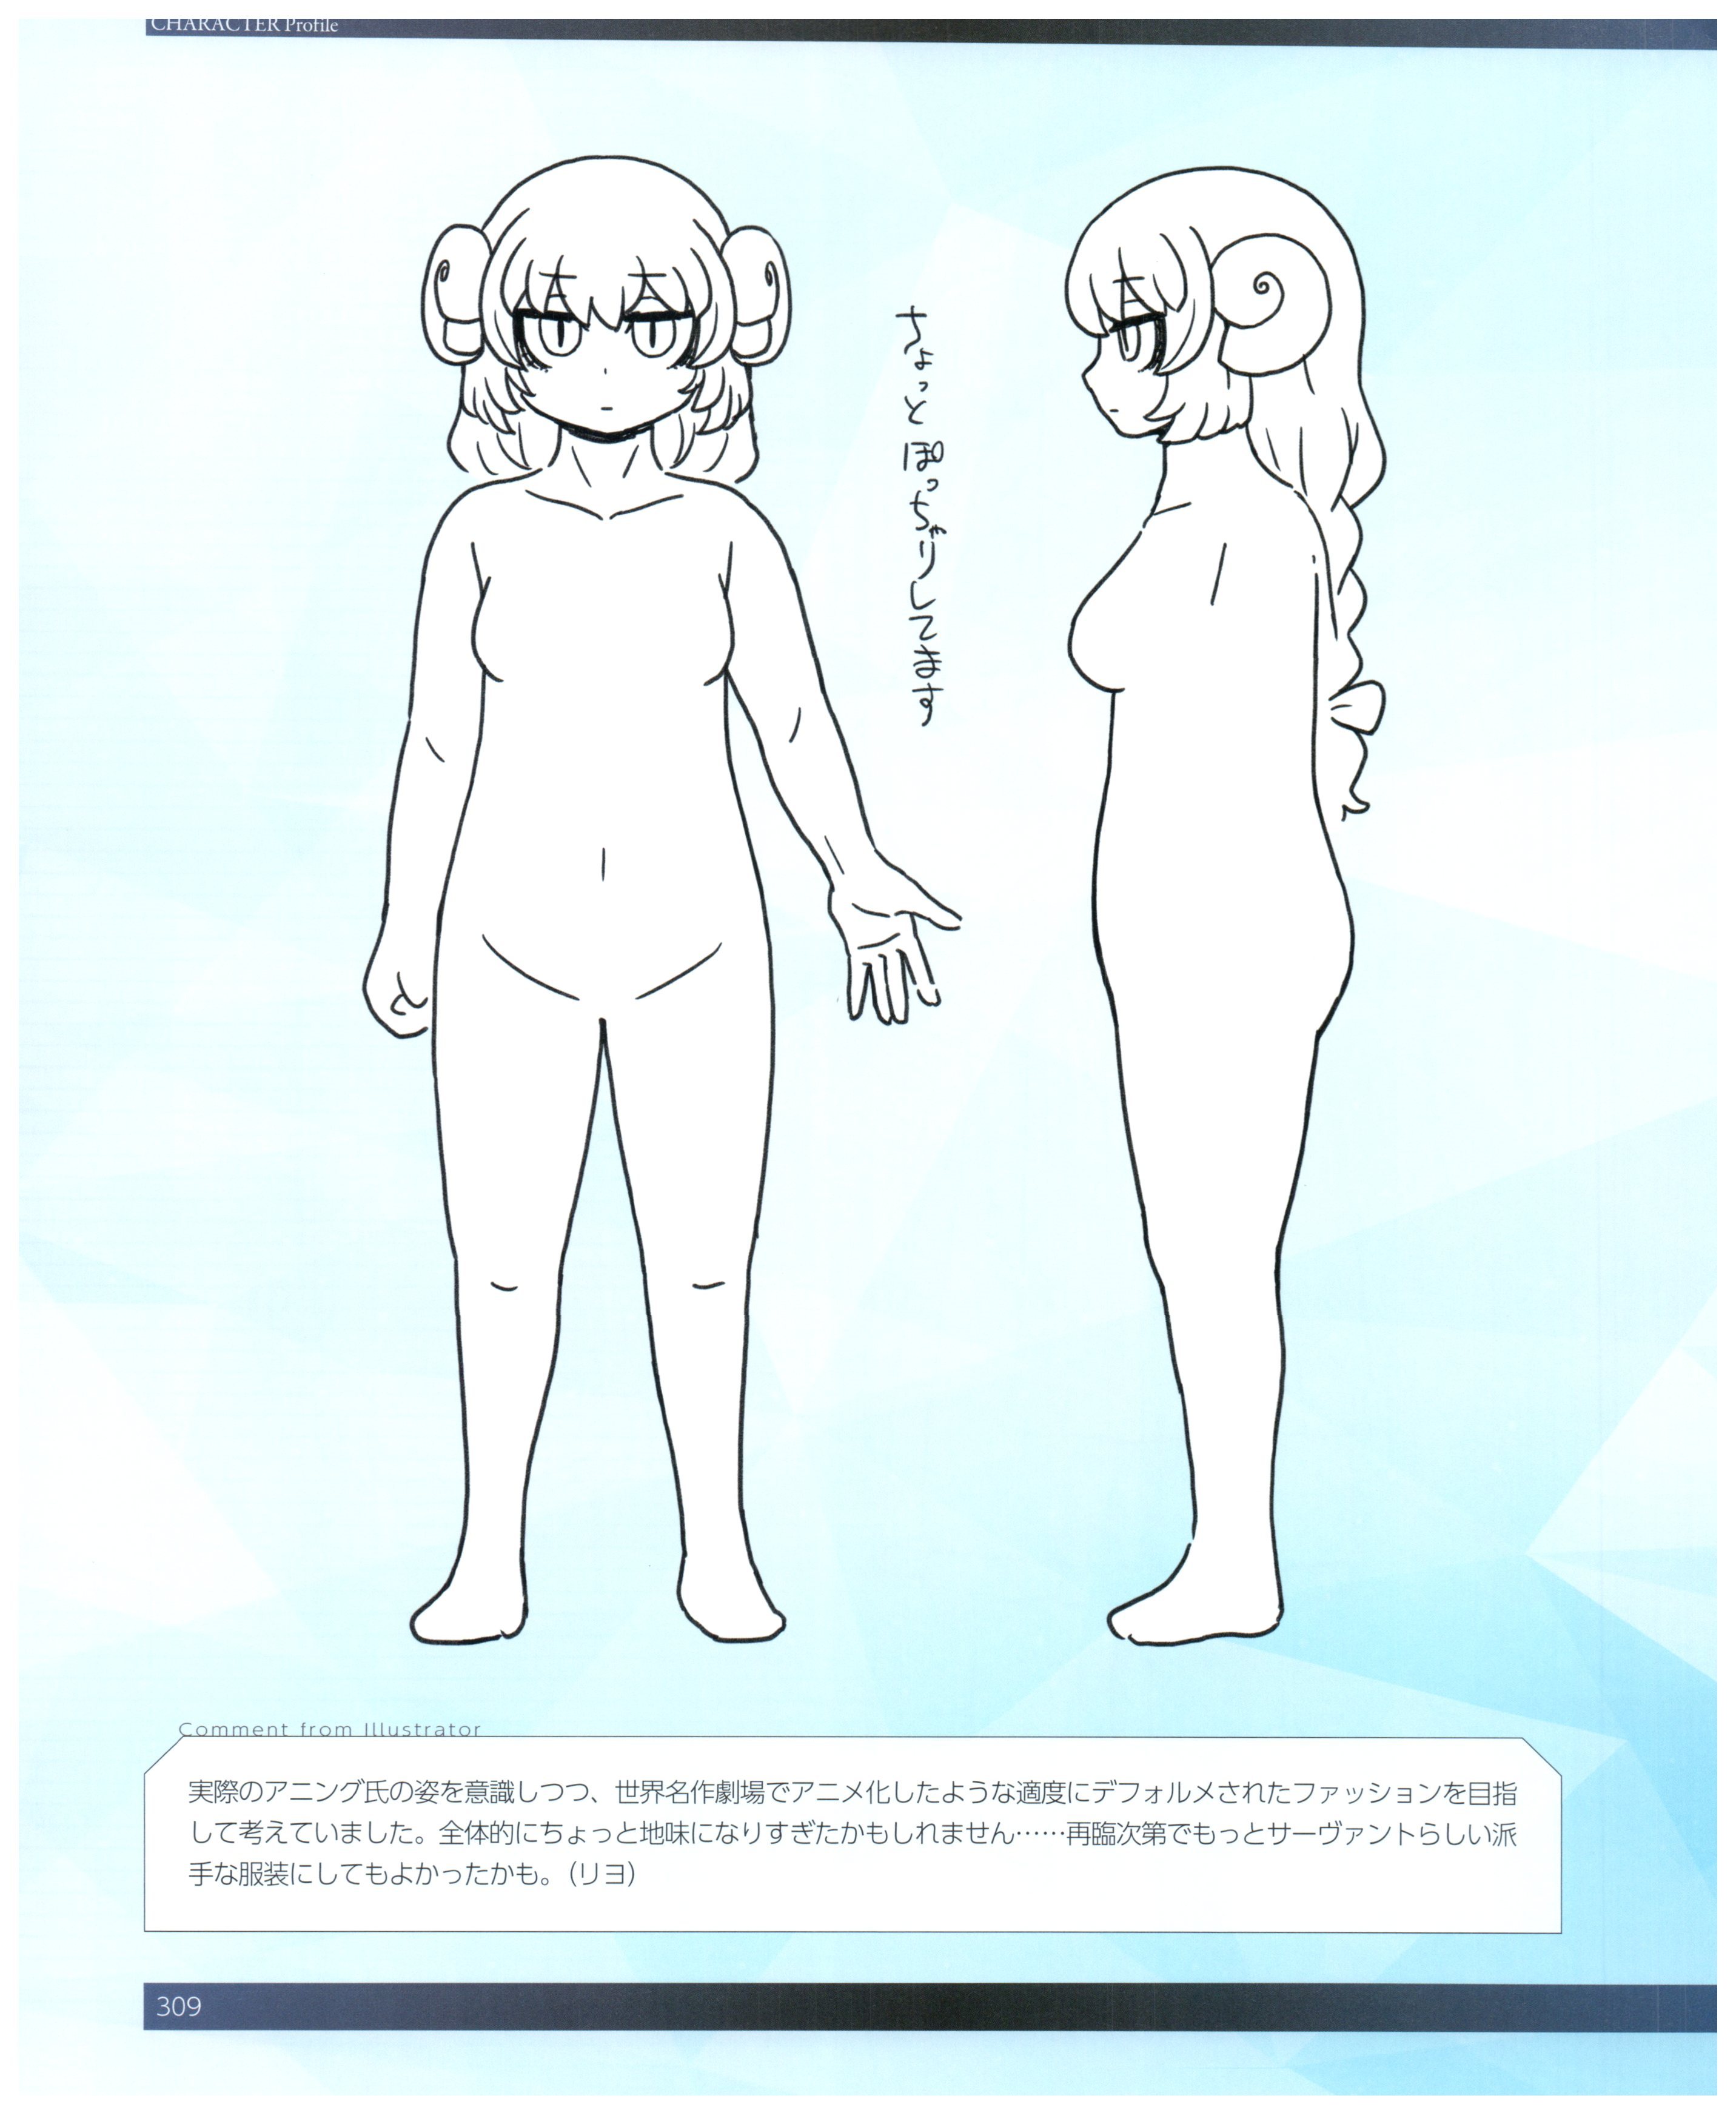 CHARACTER Profile
ちょっとぽっちゃりしてます
Comment from Illustrator
実際のアニング氏の姿を意識しつつ、世界名作劇場でアニメ化したような適度にデフォルメされたファッションを目指
して考えていました。全体的にちょっと地味になりすぎたかもしれません……再臨次第でもっとサーヴァントらしい派
手な服装にしてもよかったかも。（リヨ）
309